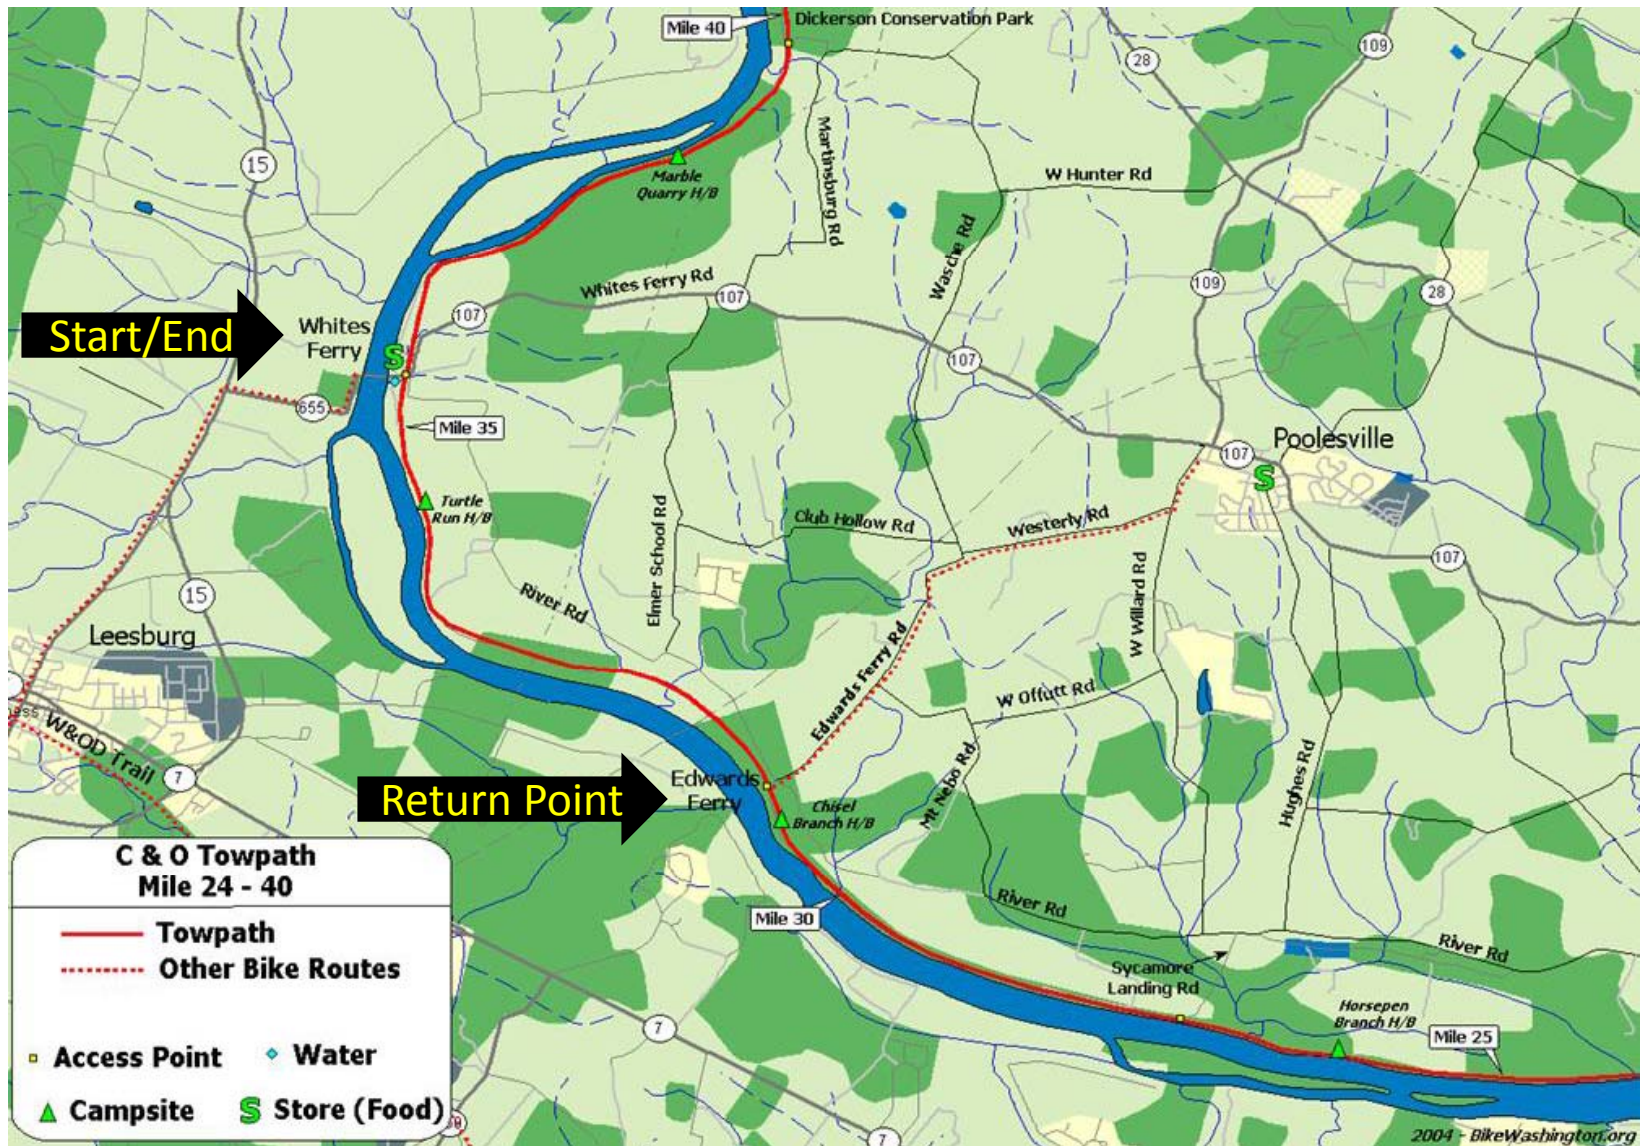 Mile 40
Dickerson Conservation Park
28
109
15
Marble
Quarry H/B
Martinsburg Rd
W Hunter Rd
Wasche Rd
Whites Ferry Rd
107
107
109
28
Start/End
Whites
Ferry
S
107
655
Mile 35
107
Poolesville
S
Turtle
Run H/B
Elmer School Rd
Club Hollow Rd
Westerly Rd
W Willard Rd
107
15
River Rd
Leesburg
Edwards Ferry Rd
W Offutt Rd
W&OD Trail
7
Return Point
Edwards
Ferry
Mt Nebo Rd
Hughes Rd
Chisel
Branch H/B
Mile 30
River Rd
River Rd
Sycamore
Landing Rd
Horsepen
Branch H/B
Mile 25
7
7
C & O Towpath
Mile 24 - 40
Towpath
Other Bike Routes
Access Point
Water
Campsite
S Store (Food)
2004 - BikeWashington.org